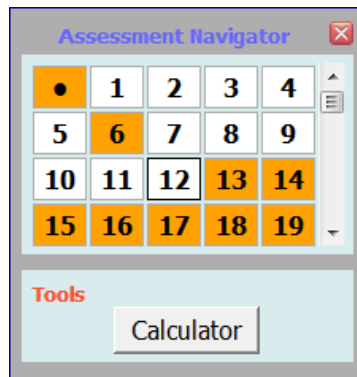 Assessment Navigator
● 1 2 3 4
5 6 7 8 9
10 11 12 13 14
15 16 17 18 19
Tools
Calculator